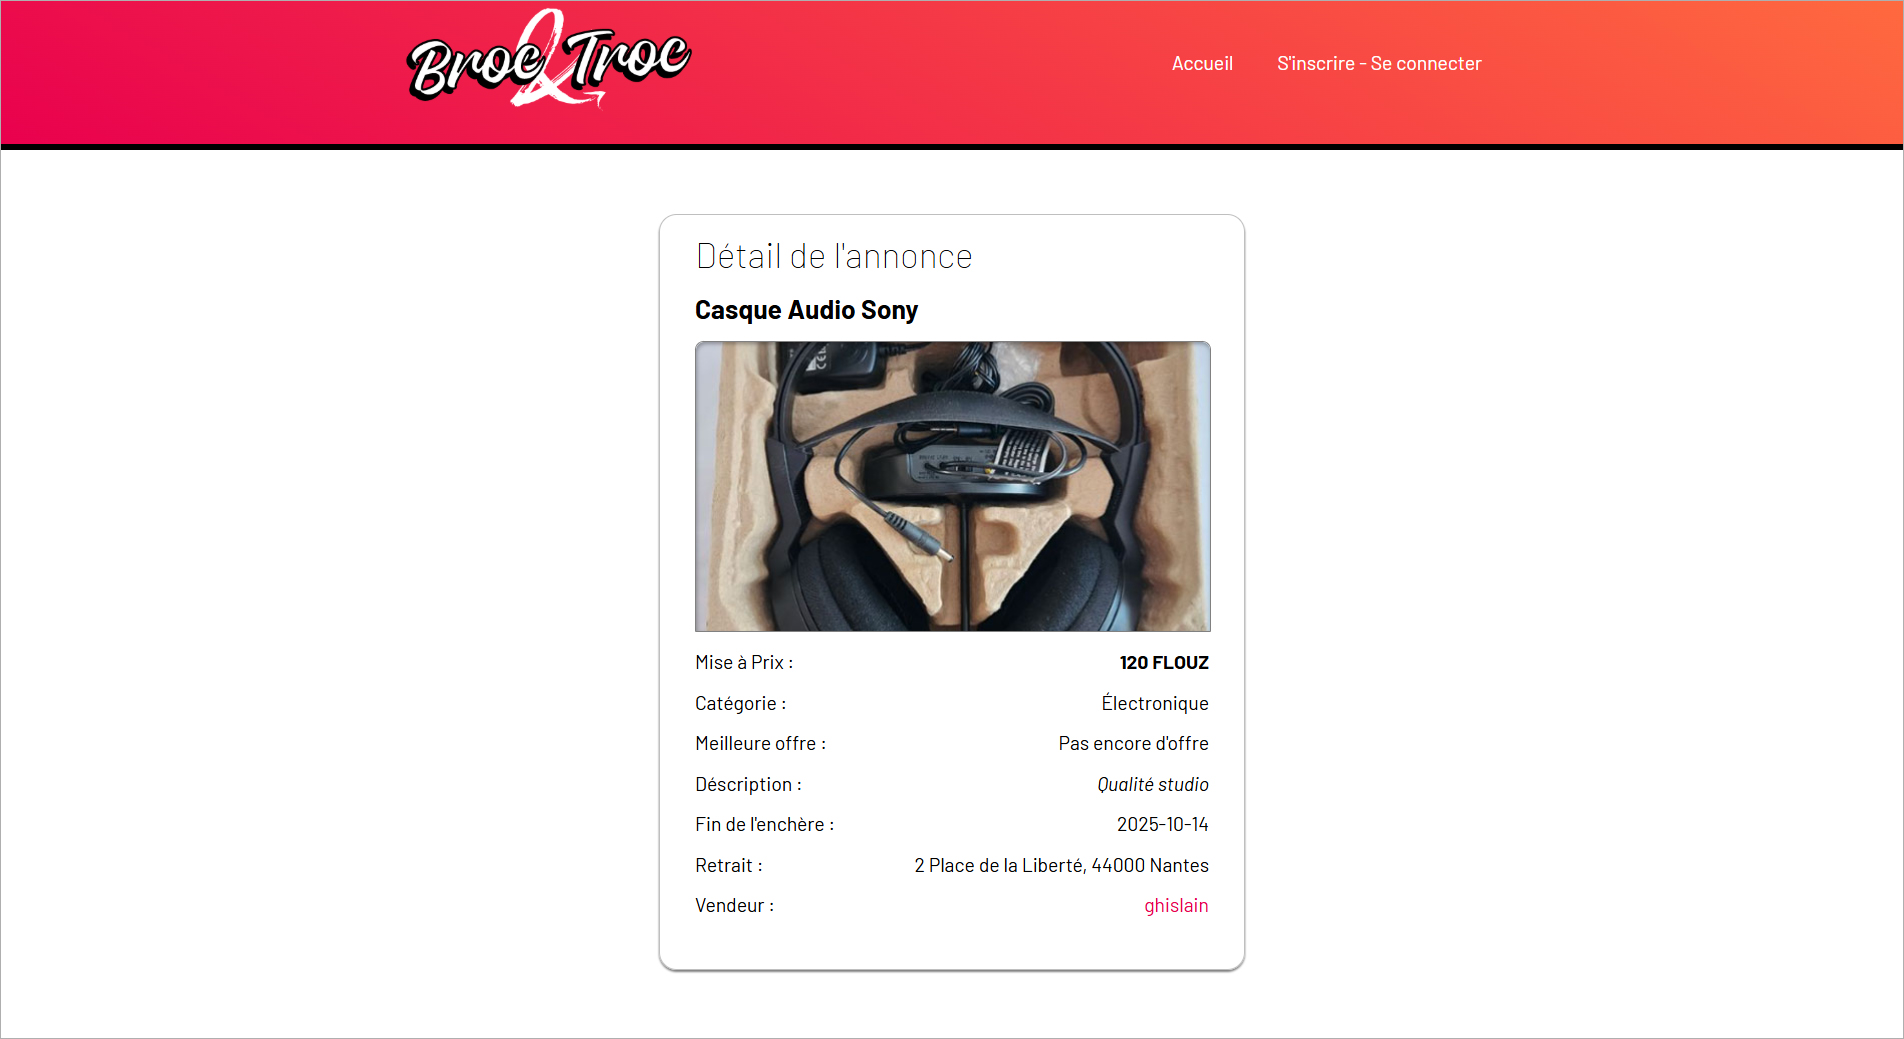 Broc & Troc
Accueil
S'inscrire - Se connecter
Détail de l'annonce
Casque Audio Sony
Mise à Prix : 120 FLOUZ
Catégorie : Électronique
Meilleure offre : Pas encore d'offre
Déscription : Qualité studio
Fin de l'enchère : 2025-10-14
Retrait : 2 Place de la Liberté, 44000 Nantes
Vendeur : ghislain